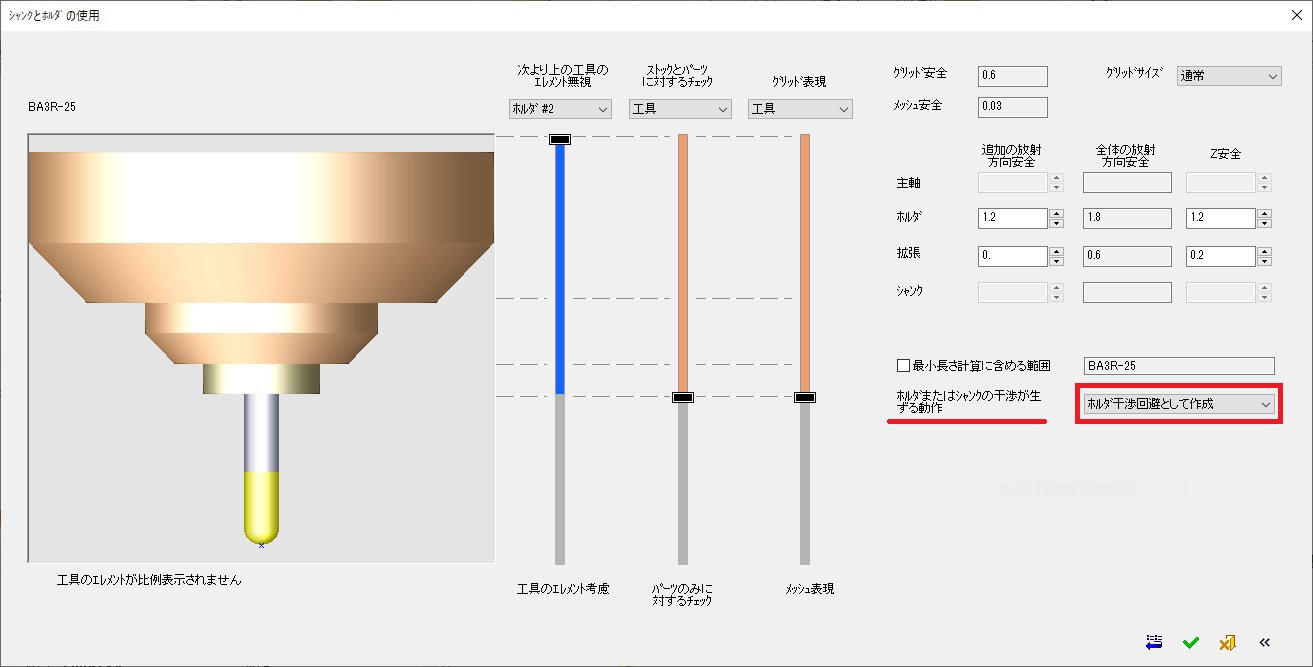 ｼｬﾝｸとﾎﾙﾀﾞの使用
BA3R-25
工具のｴﾚﾒﾝﾄが比例表示されません
次より上の工具の
ｴﾚﾒﾝﾄ無視
ﾎﾙﾀﾞ #2
工具のｴﾚﾒﾝﾄ考慮
ｽﾄｯｸとﾊﾟｰﾂ
に対するﾁｪｯｸ
工具
ﾊﾟｰﾂのみに
対するﾁｪｯｸ
ｸﾞﾘｯﾄﾞ表現
工具
ﾒｯｼｭ表現
ｸﾞﾘｯﾄﾞ安全 0.6
ｸﾞﾘｯﾄﾞｻｲｽﾞ 通常
ﾒｯｼｭ安全 0.03
追加の放射
方向安全
全体の放射
方向安全
Z安全
主軸
ﾎﾙﾀﾞ 1.2 1.8 1.2
拡張 0. 0.6 0.2
ｼｬﾝｸ
最小長さ計算に含める範囲 BA3R-25
ﾎﾙﾀﾞまたはｼｬﾝｸの干渉が生
ずる動作
ﾎﾙﾀﾞ干渉回避として作成